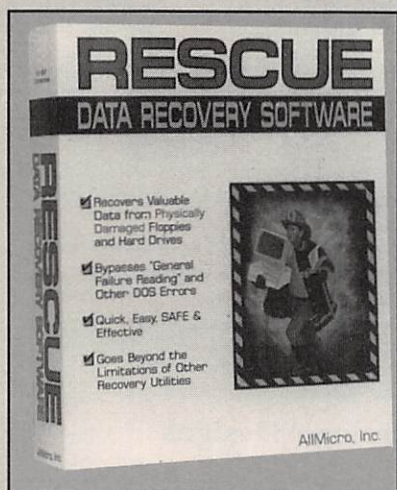 RESCUE
DATA RECOVERY SOFTWARE
Recovers Valuable
Data from Physically
Damaged Floppies
and Hard Drives
Bypasses "General
Failure Reading" and
Other DOS Errors
Quick, Easy, SAFE &
Effective
Goes Beyond the
Limitations of Other
Recovery Utilities
AllMicro, Inc.
RESCUE
DATA RECOVERY SOFTWARE
AllMicro, Inc.